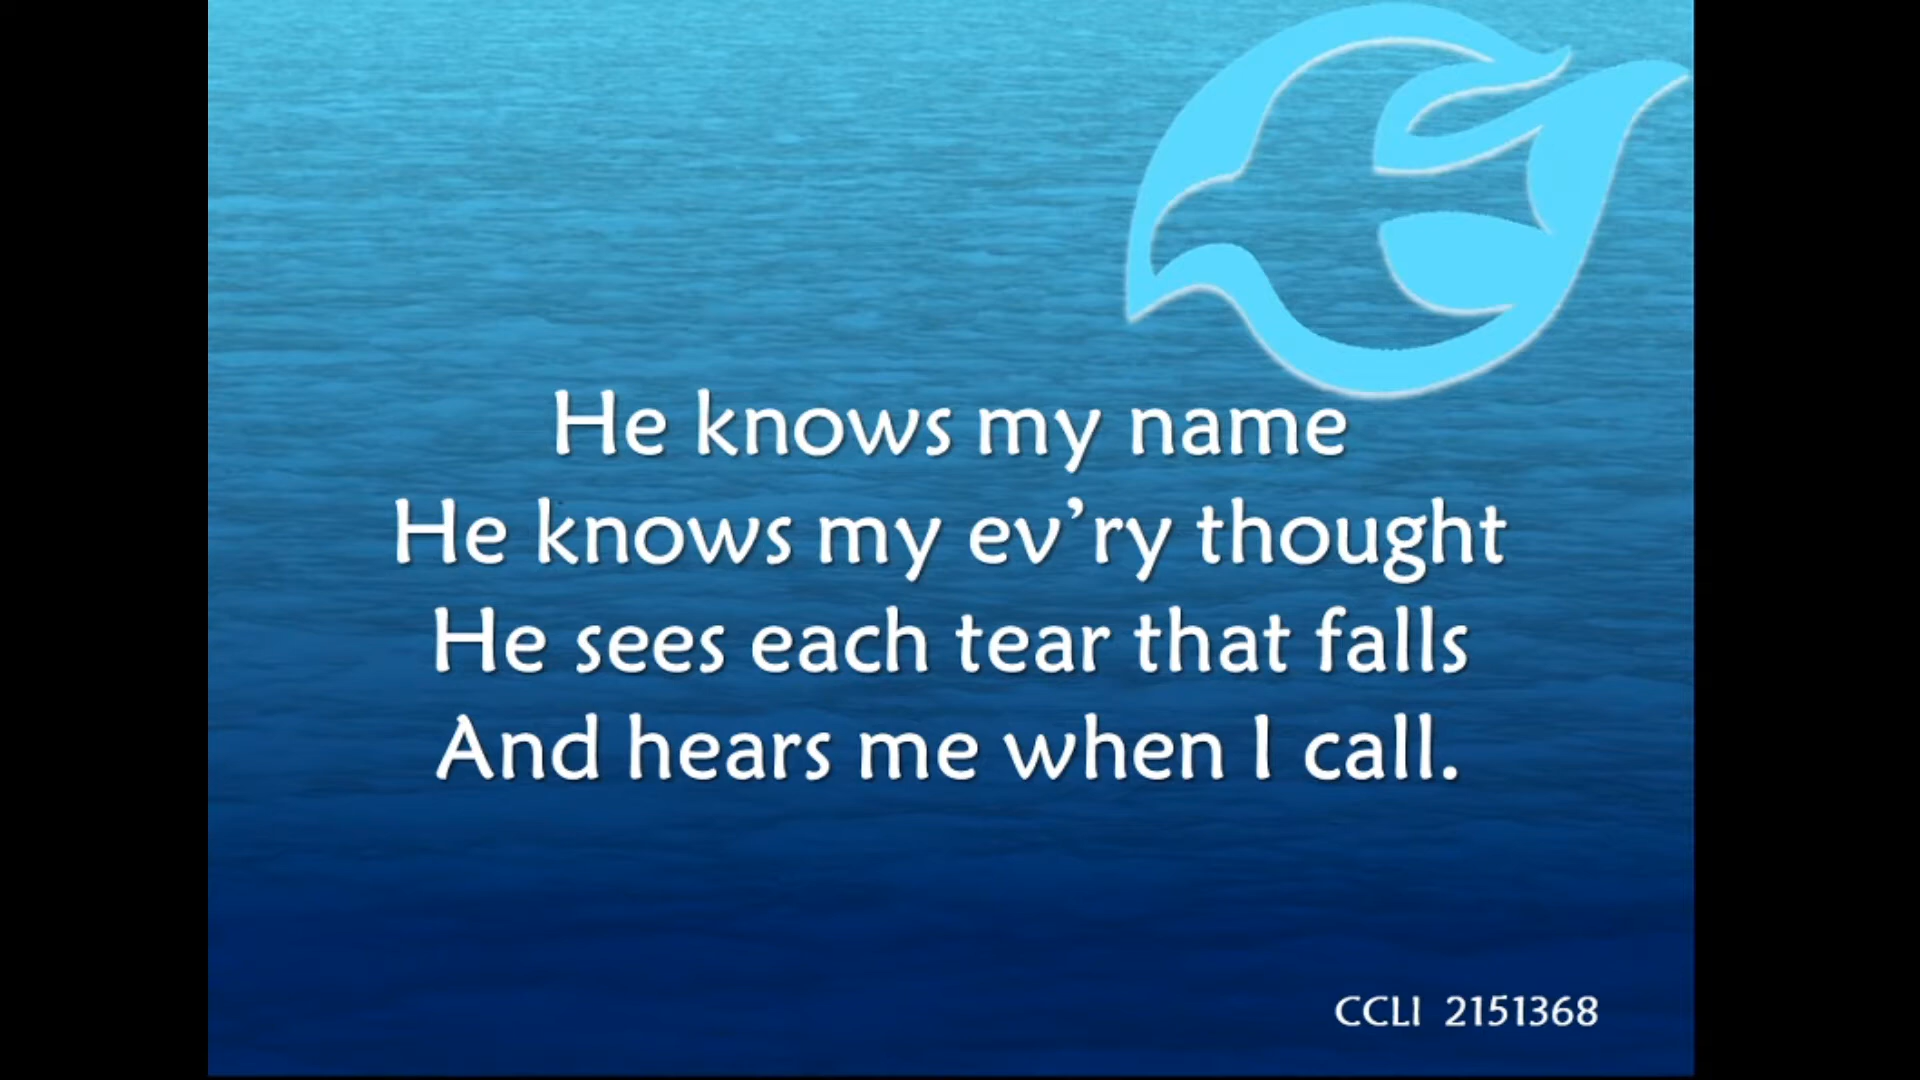 He knows my name
He knows my ev’ry thought
He sees each tear that falls
And hears me when I call.
CCLI 2151368